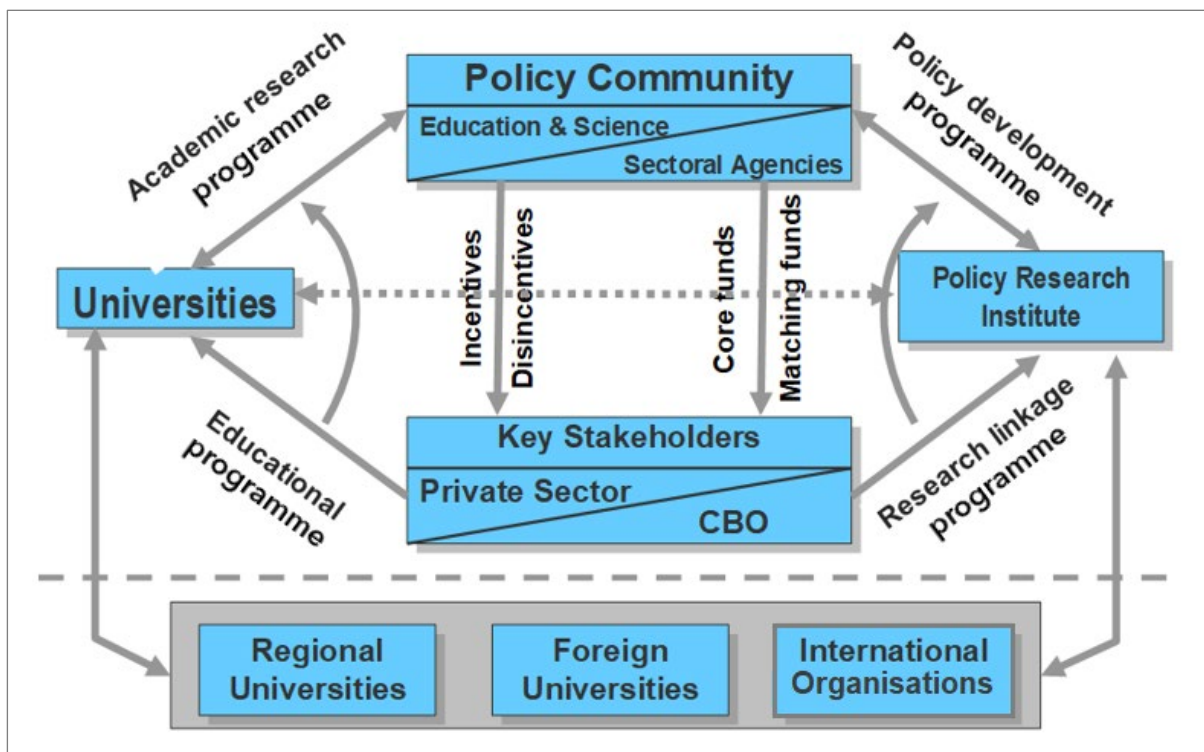 Academic research
programme
Policy Community
Education & Science
Sectoral Agencies
Policy development
programme
Incentives
Disincentives
Core funds
Matching funds
Universities
Policy Research
Institute
Educational
programme
Key Stakeholders
Private Sector
CBO
Research linkage
programme
Regional
Universities
Foreign
Universities
International
Organisations